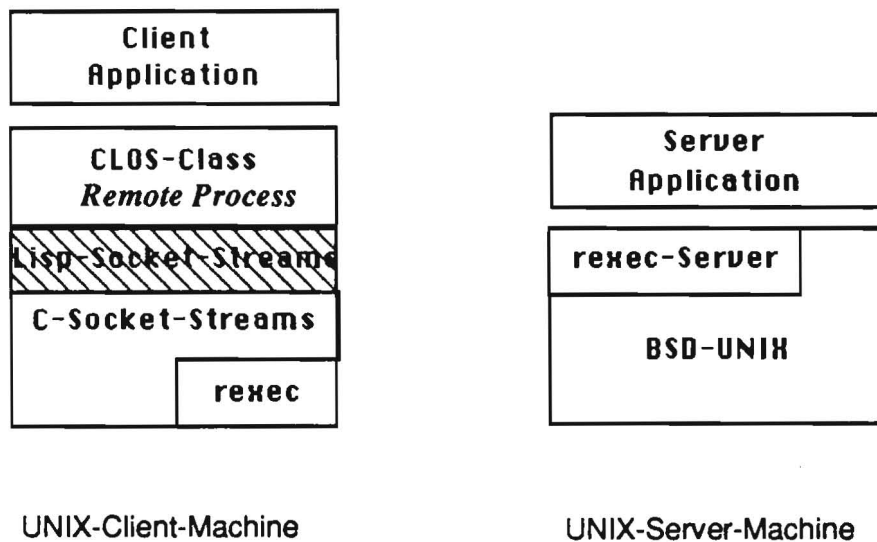 Client
Application
CLOS-Class
Remote Process
Lisp-Socket-Streams
C-Socket-Streams
rexec
UNIX-Client-Machine
Server
Application
rexec-Server
BSD-UNIX
UNIX-Server-Machine